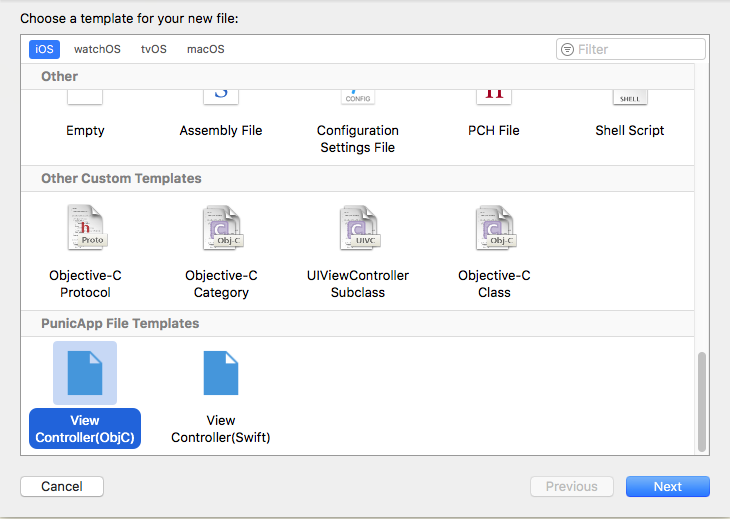 Choose a template for your new file:
iOS watchOS tvOS macOS Filter
Other
CONFIG SHELL
Empty Assembly File Configuration Settings File PCH File Shell Script
Other Custom Templates
Proto Obj-C UIVC Obj-C
Objective-C Protocol Objective-C Category UIViewController Subclass Objective-C Class
PunicApp File Templates
View Controller(ObjC) View Controller(Swift)
Cancel Previous Next